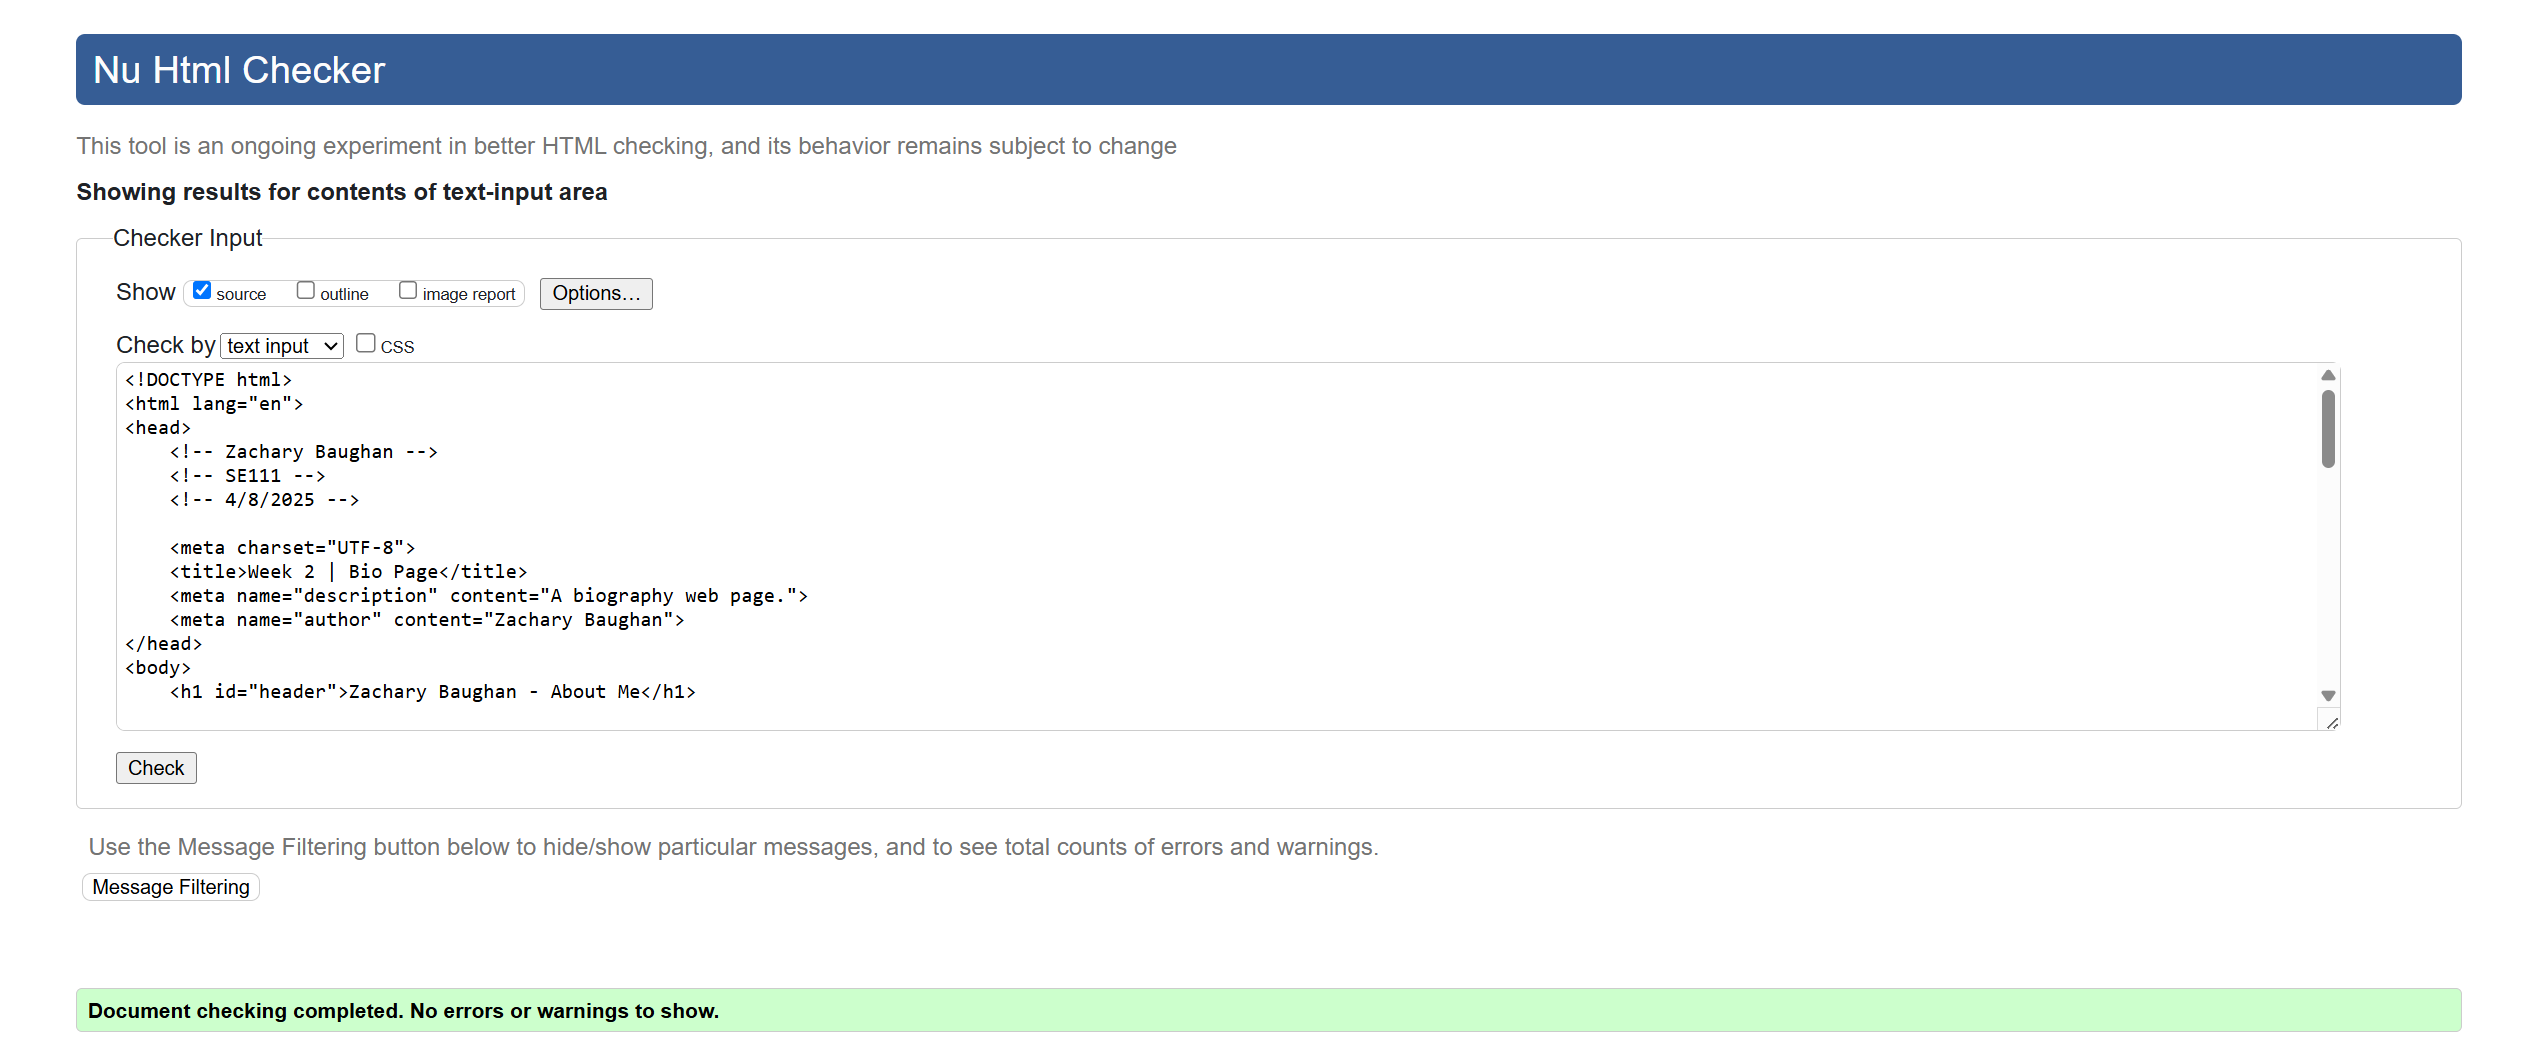 Nu Html Checker
This tool is an ongoing experiment in better HTML checking, and its behavior remains subject to change
Showing results for contents of text-input area
Checker Input
Show source outline image report Options...
Check by text input CSS
<!DOCTYPE html>
<html lang="en">
<head>
    <!-- Zachary Baughan -->
    <!-- SE111 -->
    <!-- 4/8/2025 -->
    <meta charset="UTF-8">
    <title>Week 2 | Bio Page</title>
    <meta name="description" content="A biography web page.">
    <meta name="author" content="Zachary Baughan">
</head>
<body>
    <h1 id="header">Zachary Baughan - About Me</h1>
Check
Use the Message Filtering button below to hide/show particular messages, and to see total counts of errors and warnings.
Message Filtering
Document checking completed. No errors or warnings to show.